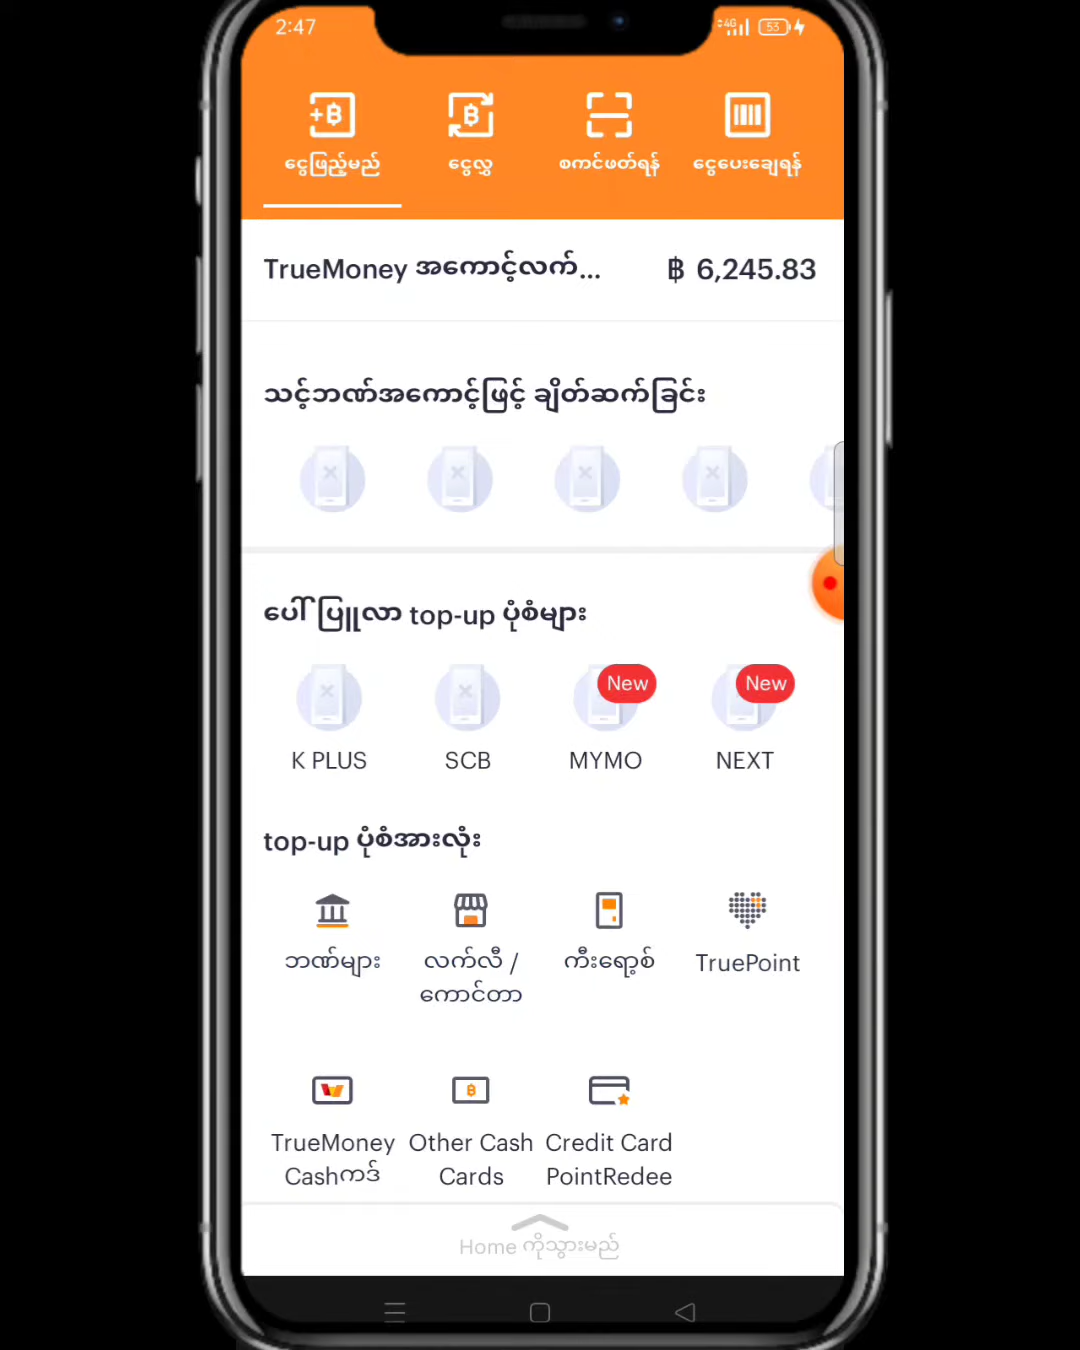 2:47
4G
53
ငွေဖြည့်မည်
ငွေလွှ
စကင်ဖတ်ရန်
ငွေပေးချေရန်
TrueMoney အကောင့်လက်...
฿ 6,245.83
သင့်ဘဏ်အကောင့်ဖြင့် ချိတ်ဆက်ခြင်း
ပေါ်ပြူလာ top-up ပုံစံများ
New
New
K PLUS
SCB
MYMO
NEXT
top-up ပုံစံအားလုံး
ဘဏ်များ
လက်လီ /
ကောင်တာ
ကီးရော့စ်
TruePoint
TrueMoney
Cashကဒ်
Other Cash
Cards
Credit Card
PointRedee
Home ကိုသွားမည်